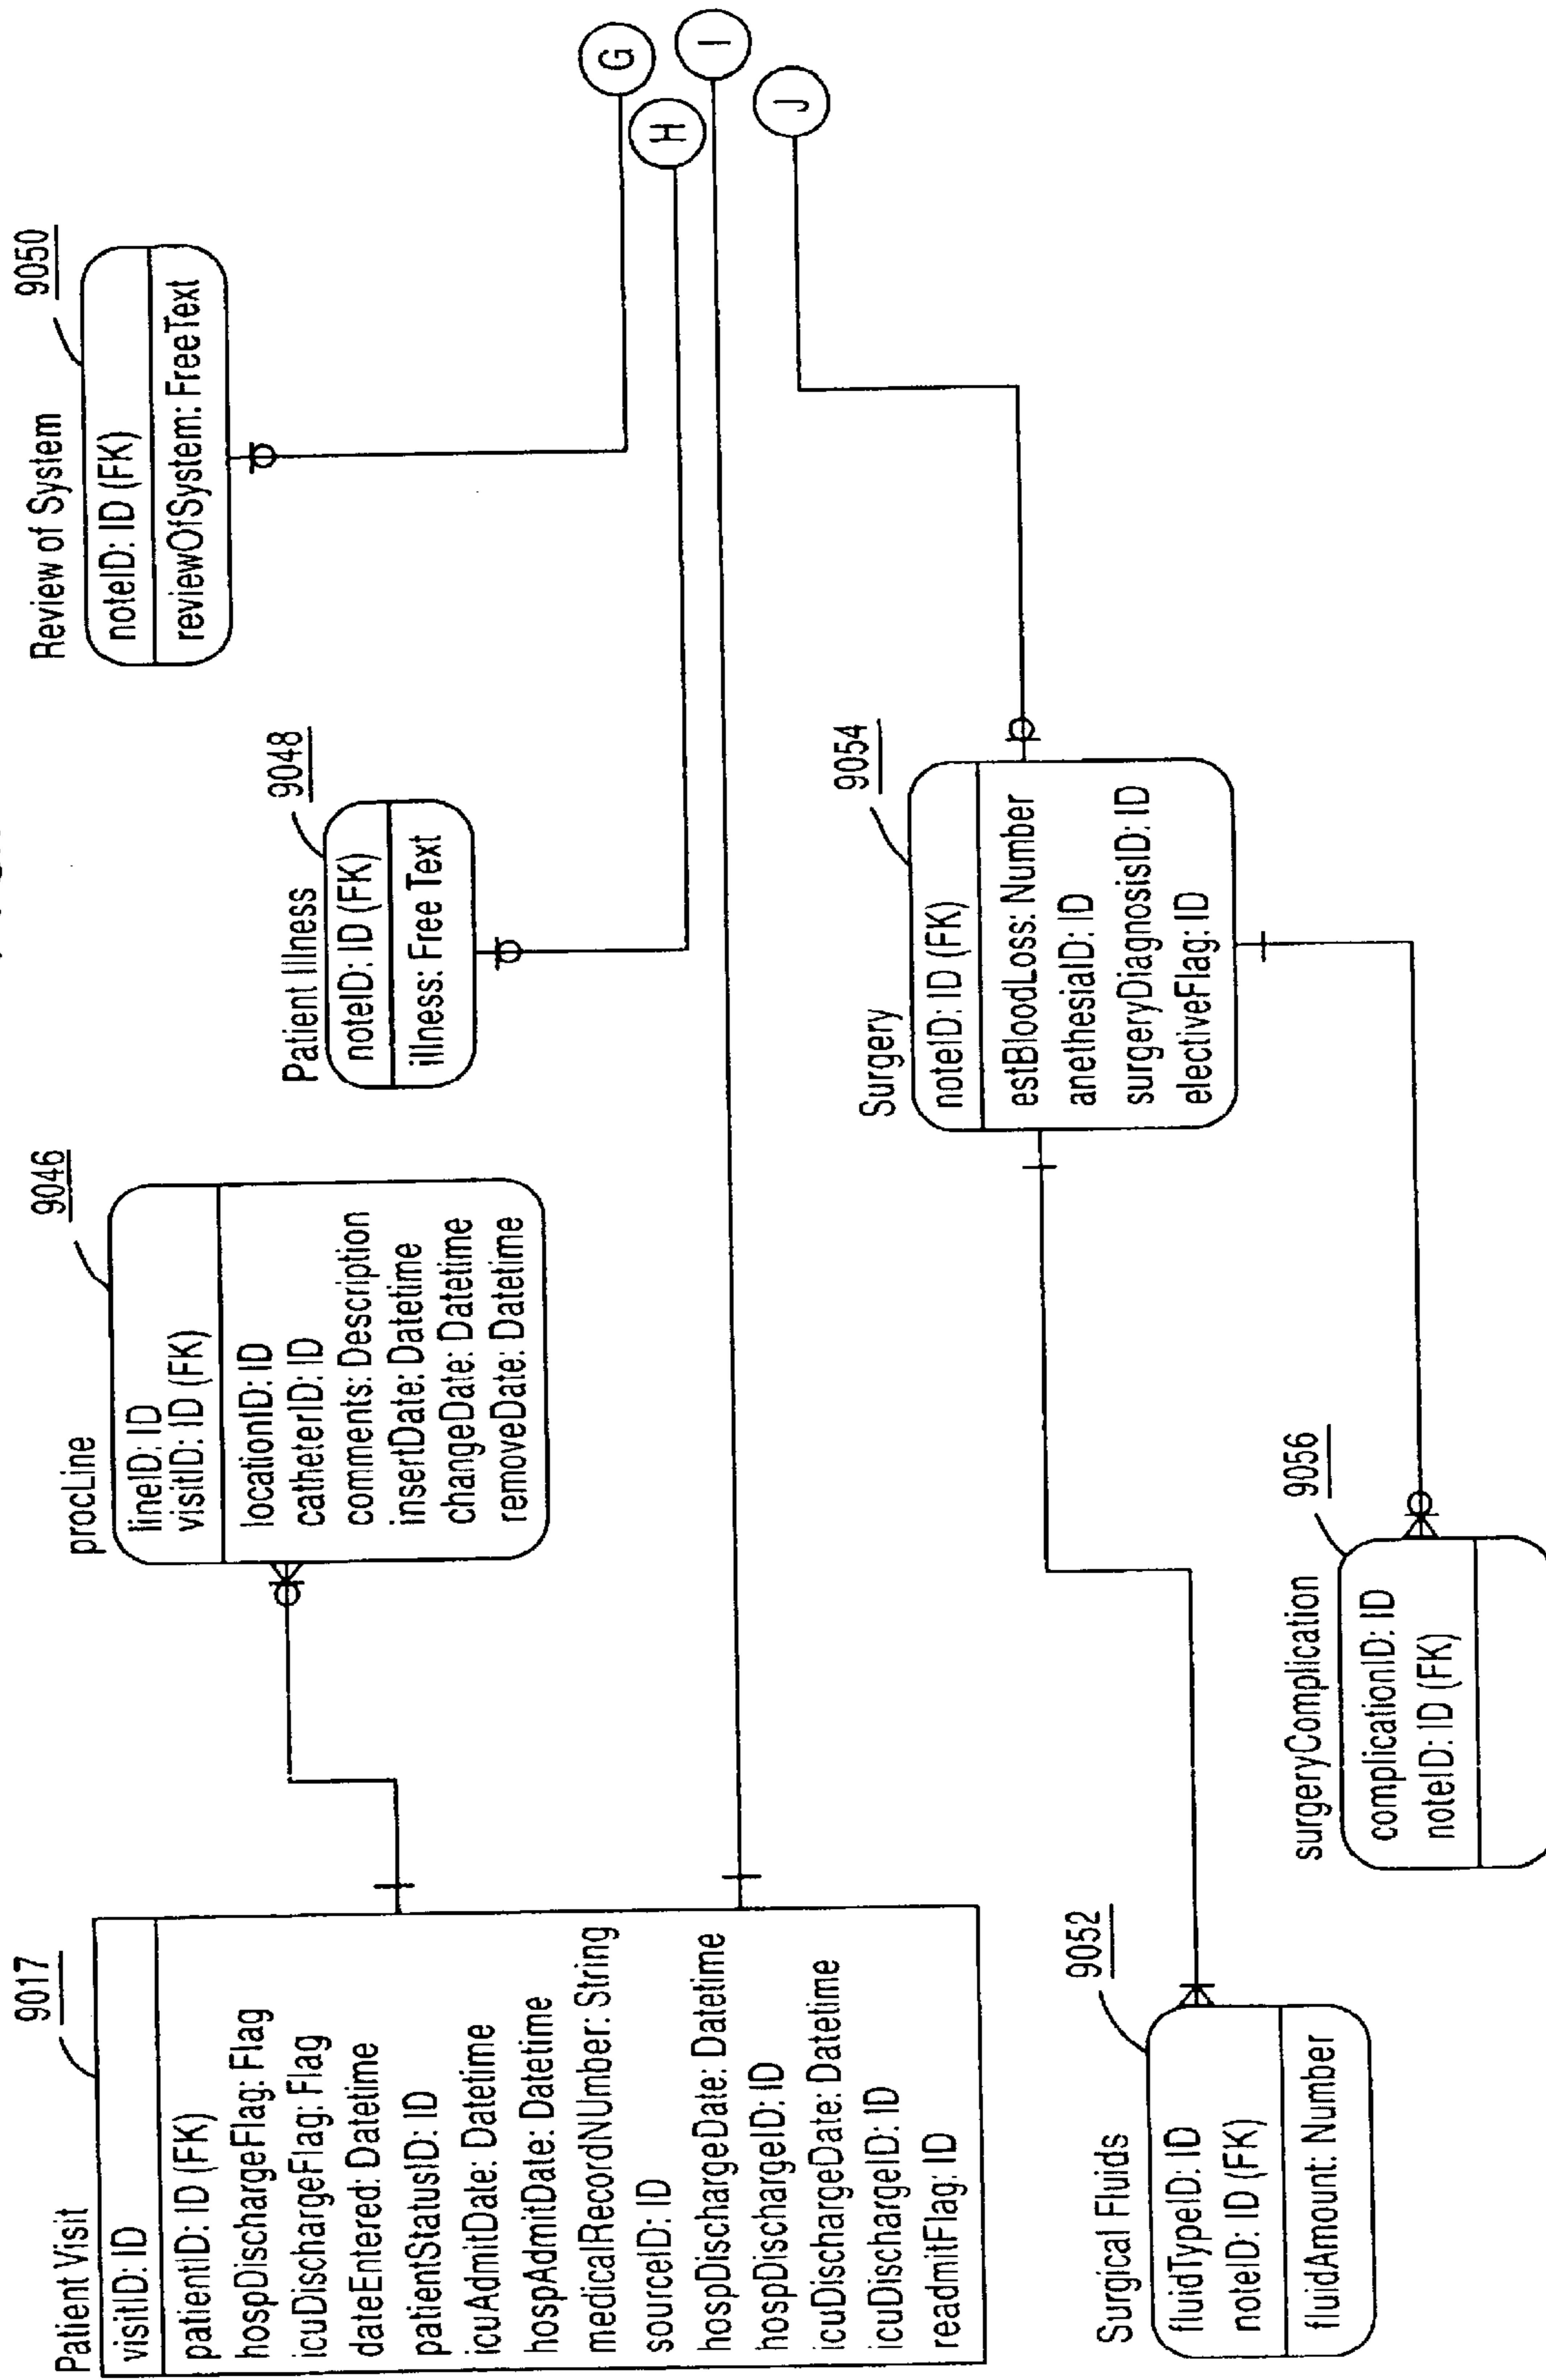 Patient Visit
9017
visitID: ID
patientID: ID (FK)
hospDischargeFlag: Flag
icuDischargeFlag: Flag
dateEntered: Datetime
patientStatusID: ID
icuAdmitDate: Datetime
hospAdmitDate: Datetime
medicalRecordNUmber: String
sourceID: ID
hospDischargeDate: Datetime
hospDischargeID: ID
icuDischargeDate: Datetime
icuDischargeID: ID
readmitFlag: ID
procLine
9046
lineID: ID
visitID: ID (FK)
locationID: ID
catheterID: ID
comments: Description
insertDate: Datetime
changeDate: Datetime
removeDate: Datetime
Patient Illness
9048
noteID: ID (FK)
illness: Free Text
Review of System
9050
noteID: ID (FK)
reviewOfSystem: FreeText
G
H
I
J
Surgical Fluids
9052
fluidTypeID: ID
noteID: ID (FK)
fluidAmount: Number
surgeryComplication
9056
complicationID: ID
noteID: ID (FK)
Surgery
9054
noteID: ID (FK)
estBloodLoss: Number
anethesiaID: ID
surgeryDiagnosisID: ID
electiveFlag: ID